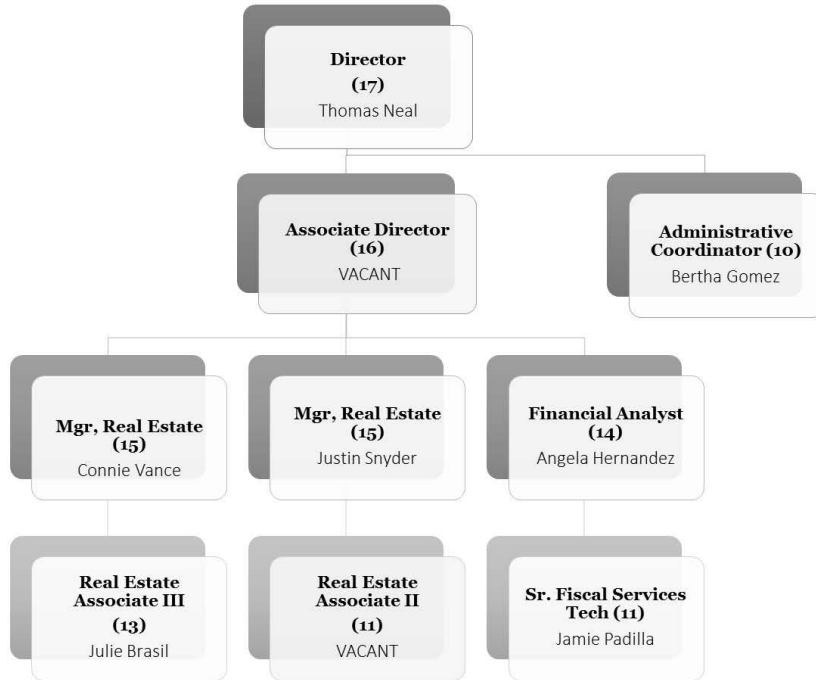 Director
(17)
Thomas Neal
Associate Director
(16)
VACANT
Administrative
Coordinator (10)
Bertha Gomez
Mgr, Real Estate
(15)
Connie Vance
Mgr, Real Estate
(15)
Justin Snyder
Financial Analyst
(14)
Angela Hernandez
Real Estate
Associate III
(13)
Julie Brasil
Real Estate
Associate II
(11)
VACANT
Sr. Fiscal Services
Tech (11)
Jamie Padilla